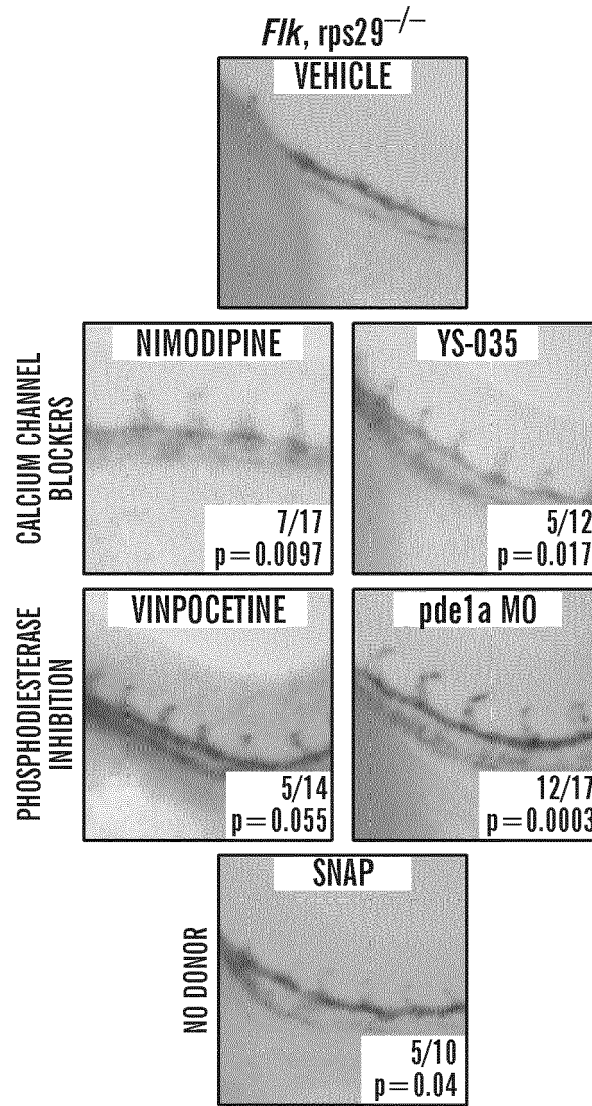 Flk, rps29−/−
VEHICLE
CALCIUM CHANNEL
BLOCKERS
NIMODIPINE
7/17
p=0.0097
YS-035
5/12
p=0.017
PHOSPHODIESTERASE
INHIBITION
VINPOCETINE
5/14
p=0.055
pde1a MO
12/17
p=0.0003
NO DONOR
SNAP
5/10
p=0.04